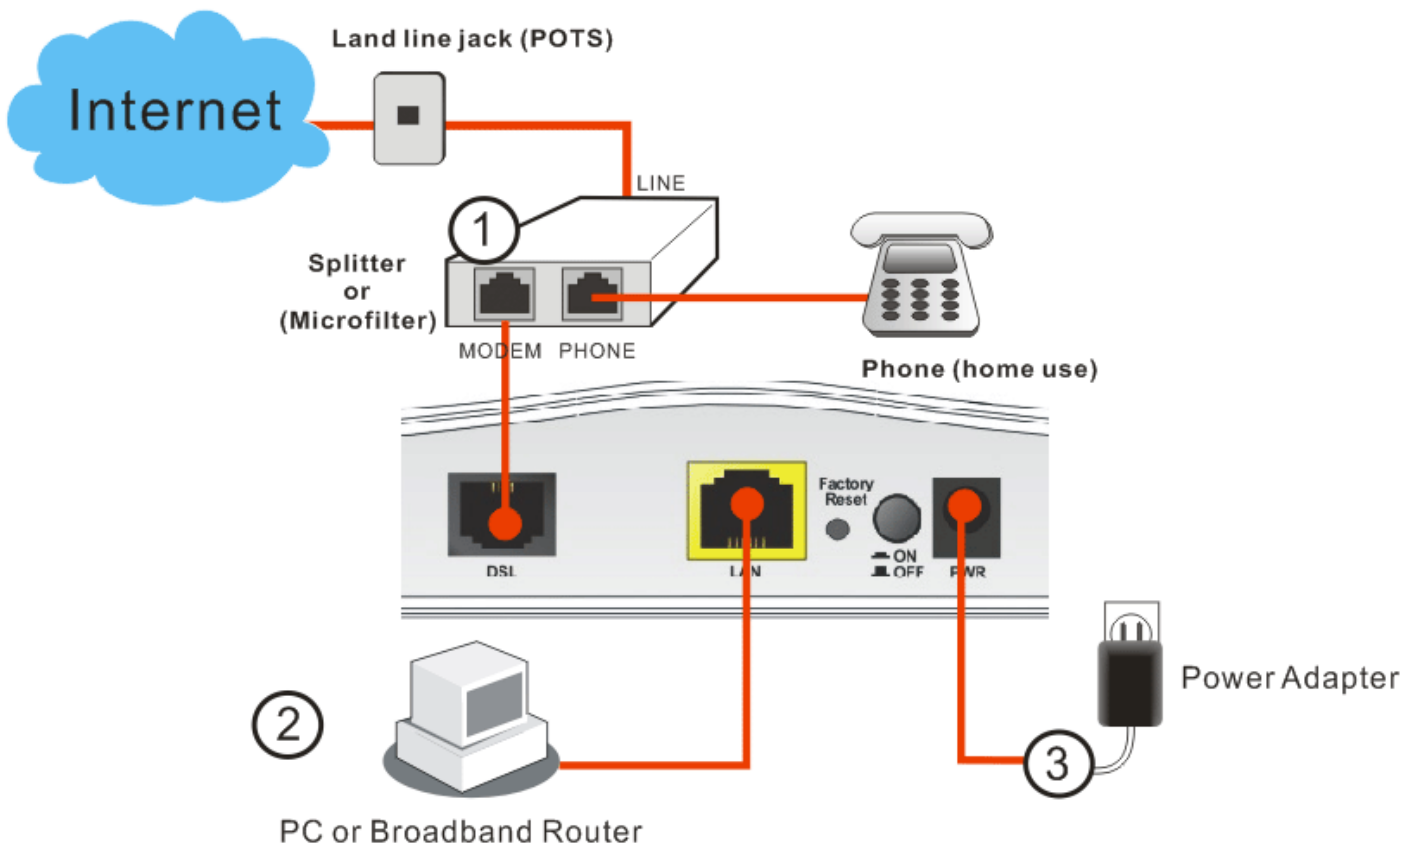 Land line jack (POTS)
Internet
LINE
1
Splitter
or
(Microfilter)
MODEM PHONE
Phone (home use)
Factory
Reset
ON
OFF
DSL
LAN
PWR
Power Adapter
2
3
PC or Broadband Router